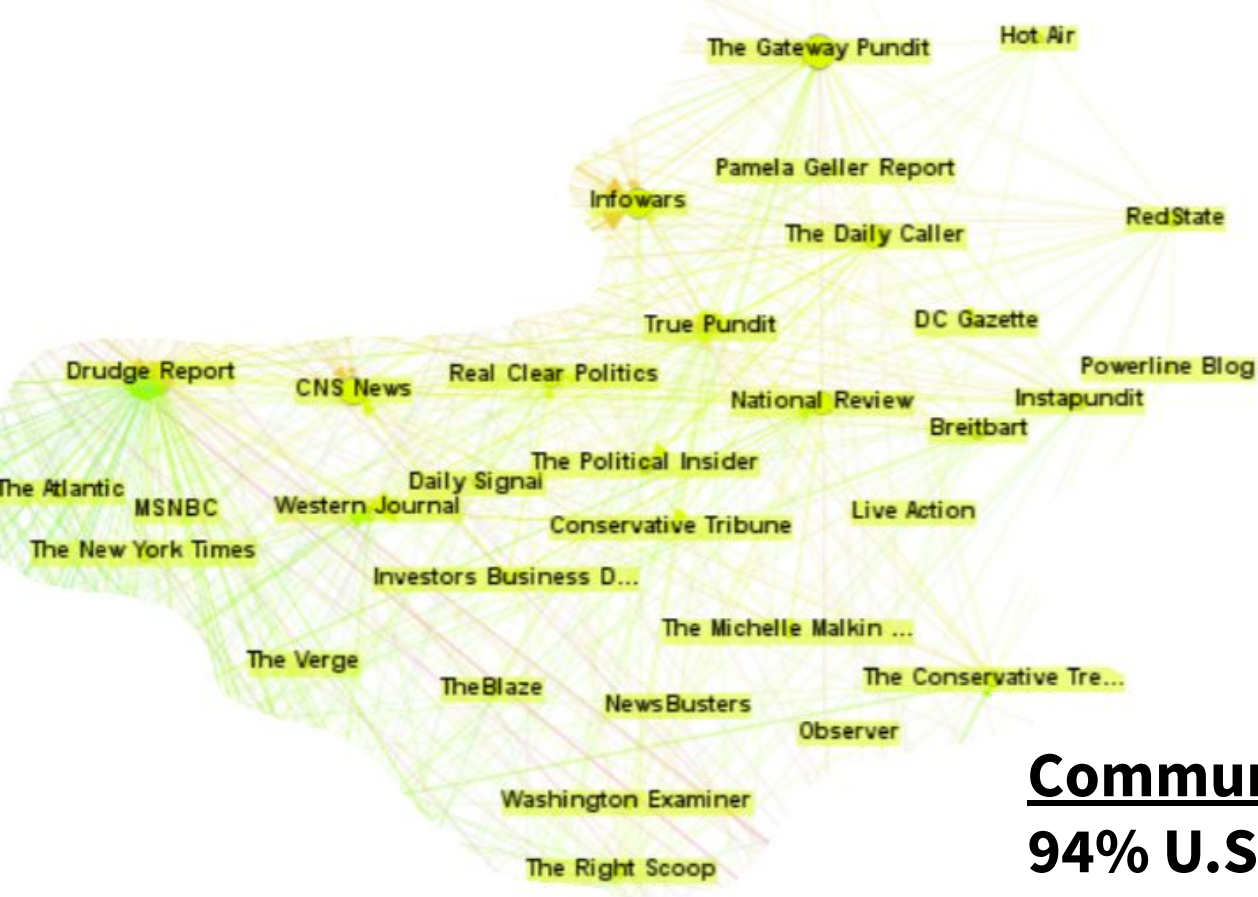 Hot Air
The Gateway Pundit
Pamela Geller Report
Infowars
RedState
The Daily Caller
DC Gazette
True Pundit
Powerline Blog
Drudge Report
Real Clear Politics
CNS News
Instapundit
National Review
Breitbart
The Political Insider
Daily Signal
The Atlantic
MSNBC
Western Journal
Live Action
Conservative Tribune
The New York Times
Investors Business D...
The Michelle Malkin ...
The Verge
The Conservative Tre...
TheBlaze
NewsBusters
Observer
Commu
94% U.S
Washington Examiner
The Right Scoop